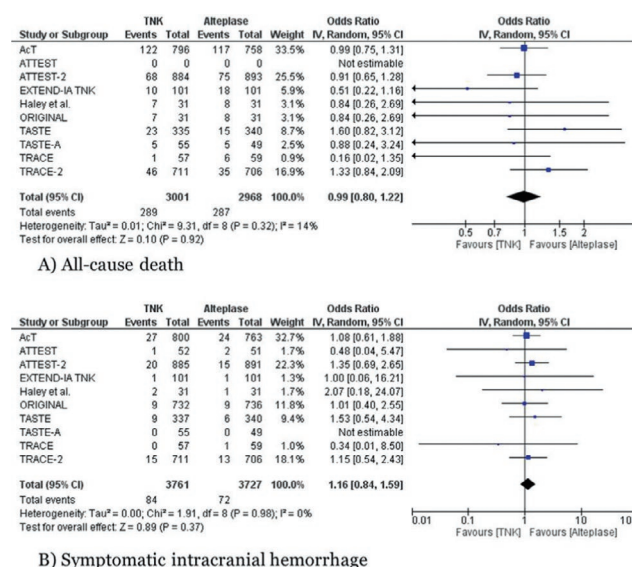 TNK Alteplase Odds Ratio Odds Ratio
Study or Subgroup Events Total Events Total Weight IV, Random, 95% CI IV, Random, 95% CI
AcT 122 796 117 758 33.5% 0.99 [0.75, 1.31]
ATTEST 0 0 0 0 Not estimable
ATTEST-2 68 884 75 893 25.5% 0.91 [0.65, 1.28]
EXTEND-IA TNK 10 101 18 101 9.1% 0.51 [0.22, 1.16]
Haley et al. 7 31 8 31 3.1% 0.84 [0.26, 2.69]
ORIGINAL 7 31 8 31 3.1% 0.84 [0.26, 2.69]
TASTE 23 335 15 340 8.7% 1.60 [0.82, 3.12]
TASTE-A 5 55 5 49 2.5% 0.88 [0.24, 3.24]
TRACE 1 57 6 59 0.9% 0.16 [0.02, 1.35]
TRACE-2 46 711 35 706 16.9% 1.33 [0.84, 2.09]
Total (95% CI) 3001 2968 100.0% 0.99 [0.80, 1.22]
Total events 289 287
Heterogeneity: Tau² = 0.01; Chi² = 9.31, df = 8 (P = 0.32); I² = 14%
Test for overall effect: Z = 0.10 (P = 0.92)
0.5 0.7 1 1.5 2
Favours [TNK] Favours [Alteplase]
A) All-cause death
TNK Alteplase Odds Ratio Odds Ratio
Study or Subgroup Events Total Events Total Weight IV, Random, 95% CI IV, Random, 95% CI
AcT 27 800 24 763 32.7% 1.08 [0.61, 1.88]
ATTEST 1 52 2 51 1.7% 0.48 [0.04, 5.47]
ATTEST-2 20 885 15 891 22.3% 1.35 [0.69, 2.65]
EXTEND-IA TNK 1 101 1 101 1.3% 1.00 [0.06, 16.21]
Haley et al. 2 31 1 31 1.7% 2.07 [0.18, 24.07]
ORIGINAL 9 732 9 736 11.8% 1.01 [0.40, 2.55]
TASTE 9 337 6 340 9.4% 1.53 [0.54, 4.34]
TASTE-A 0 55 0 49 Not estimable
TRACE 0 57 1 59 1.0% 0.34 [0.01, 8.50]
TRACE-2 15 711 13 706 18.1% 1.15 [0.54, 2.43]
Total (95% CI) 3761 3727 100.0% 1.16 [0.84, 1.59]
Total events 84 72
Heterogeneity: Tau² = 0.00; Chi² = 1.91, df = 8 (P = 0.98); I² = 0%
Test for overall effect: Z = 0.89 (P = 0.37)
0.01 0.1 1 10 100
Favours [TNK] Favours [Alteplase]
B) Symptomatic intracranial hemorrhage